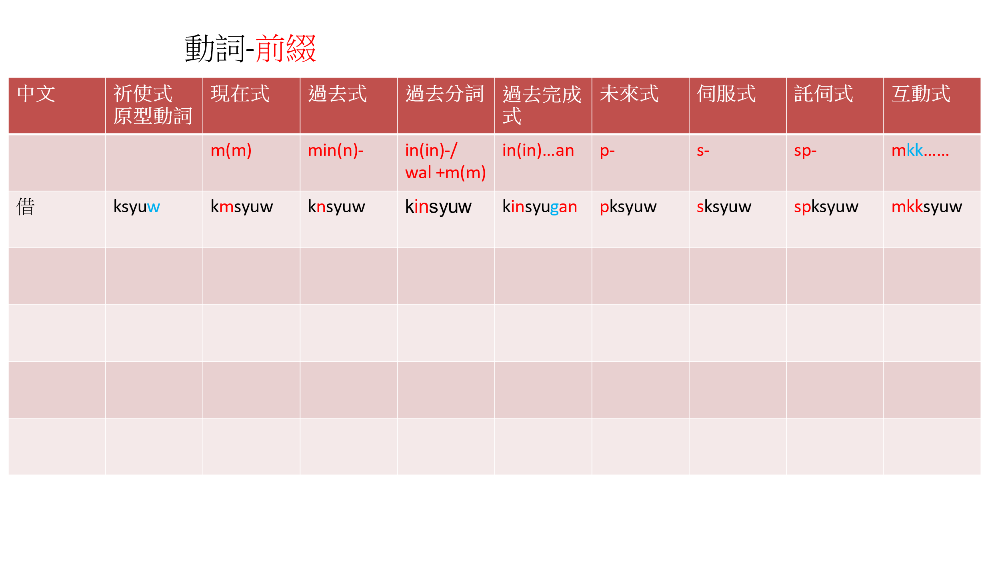 動詞-前綴
中文 祈使式 現在式 過去式 過去分詞 過去完成 未來式 伺服式 託付式 互動式
原型動詞 式
m(m) min(n)- in(in)-/ in(in)...an p- s- sp- mkk......
wal +m(m)
借 ksyuw kmsyuw knsyuw kinsyuw kinsyugan pksyuw sksyuw spksyuw mkksyuw